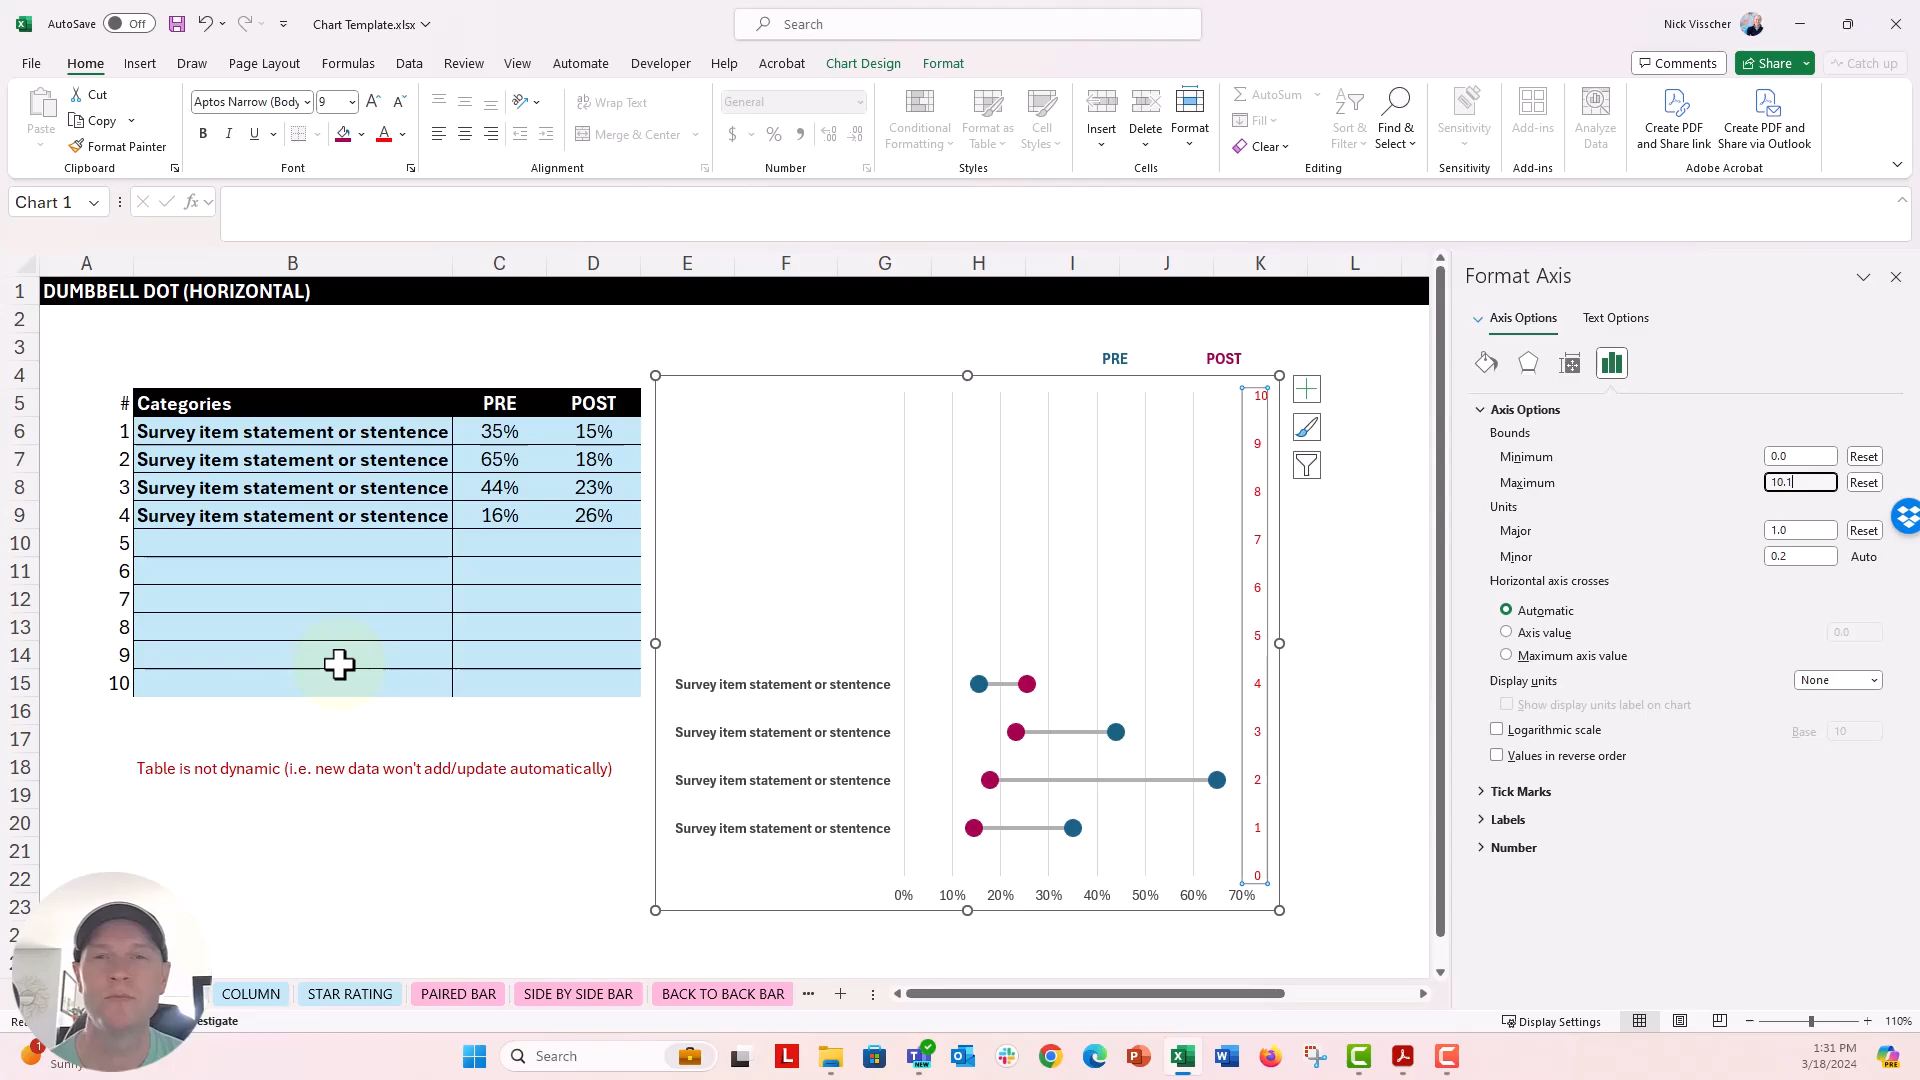 AutoSave Off Chart Template.xlsx Search Nick Visscher
File Home Insert Draw Page Layout Formulas Data Review View Automate Developer Help Acrobat Chart Design Format Comments Share Catch up
Paste Cut Copy Format Painter Clipboard
Aptos Narrow (Body 9 B I U A Font
Wrap Text Merge & Center Alignment
General $ % Number
Conditional Formatting Format as Table Cell Styles Styles
Insert Delete Format Cells
AutoSum Fill Clear Sort & Filter Find & Select Editing
Sensitivity Sensitivity
Add-ins Add-ins
Analyze Data
Create PDF and Share link Create PDF and Share via Outlook Adobe Acrobat
Chart 1 fx
A B C D E F G H I J K L
1 DUMBBELL DOT (HORIZONTAL)
2
3
4
5 # Categories PRE POST
6 1 Survey item statement or stentence 35% 15%
7 2 Survey item statement or stentence 65% 18%
8 3 Survey item statement or stentence 44% 23%
9 4 Survey item statement or stentence 16% 26%
10 5
11 6
12 7
13 8
14 9
15 10
16
17
18 Table is not dynamic (i.e. new data won't add/update automatically)
19
20
21
22
23
PRE POST
10
9
8
7
6
5
Survey item statement or stentence 4
Survey item statement or stentence 3
Survey item statement or stentence 2
Survey item statement or stentence 1
0
0% 10% 20% 30% 40% 50% 60% 70%
Format Axis
Axis Options Text Options
Axis Options
Bounds
Minimum 0.0 Reset
Maximum 10.1 Reset
Units
Major 1.0 Reset
Minor 0.2 Auto
Horizontal axis crosses
Automatic
Axis value 0.0
Maximum axis value
Display units None
Show display units label on chart
Logarithmic scale Base 10
Values in reverse order
Tick Marks
Labels
Number
COLUMN STAR RATING PAIRED BAR SIDE BY SIDE BAR BACK TO BACK BAR
Display Settings 110%
Search
1:31 PM
3/18/2024